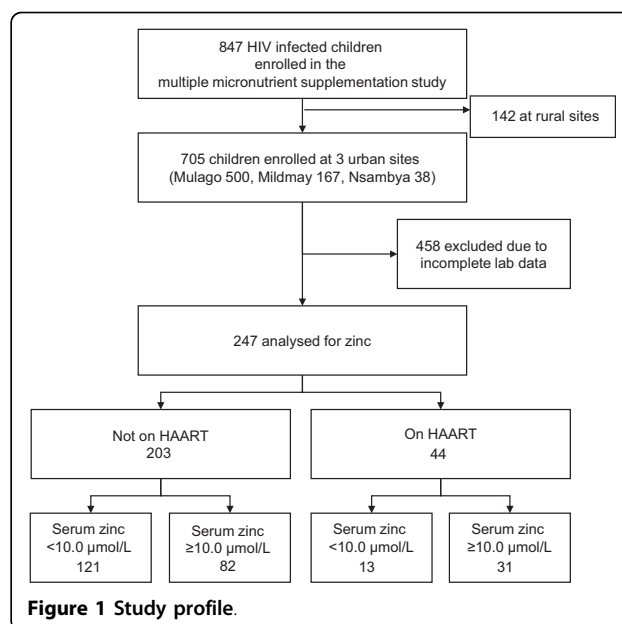 847 HIV infected children
enrolled in the
multiple micronutrient supplementation study
142 at rural sites
705 children enrolled at 3 urban sites
(Mulago 500, Mildmay 167, Nsambya 38)
458 excluded due to
incomplete lab data
247 analysed for zinc
Not on HAART
203
On HAART
44
Serum zinc
<10.0 μmol/L
121
Serum zinc
≥10.0 μmol/L
82
Serum zinc
<10.0 μmol/L
13
Serum zinc
≥10.0 μmol/L
31
Figure 1 Study profile.